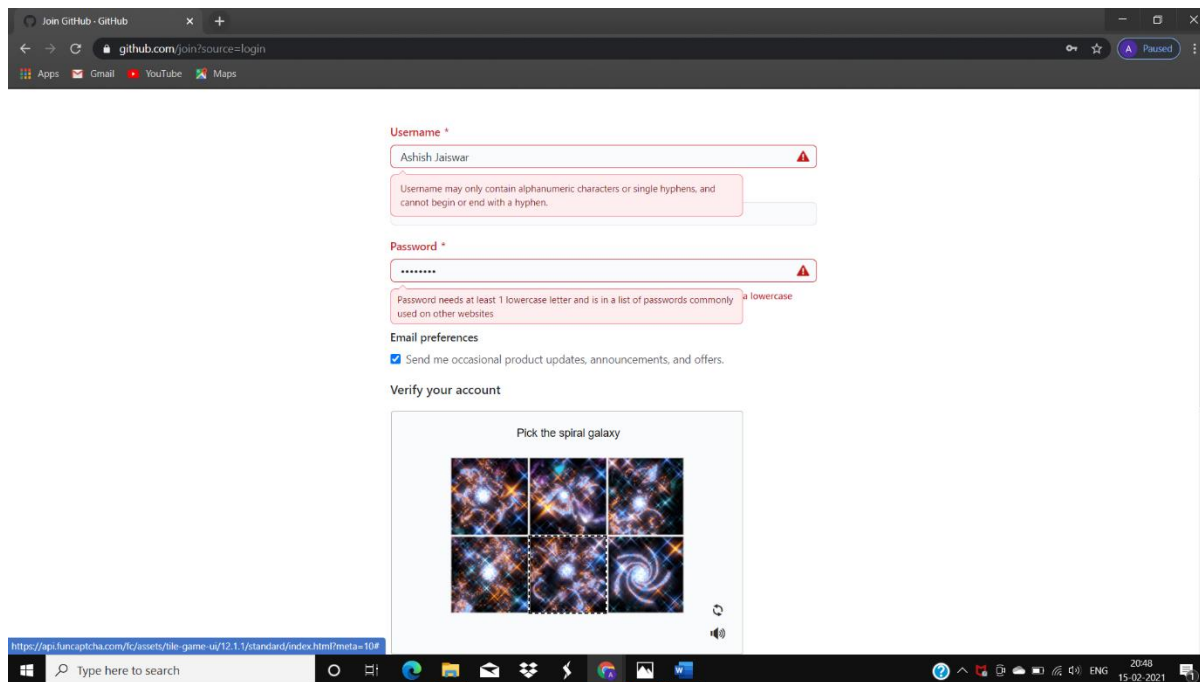 Join GitHub · GitHub
github.com/join?source=login
Paused
A
Apps Gmail YouTube Maps
Username *
Ashish Jaiswar
Username may only contain alphanumeric characters or single hyphens, and
cannot begin or end with a hyphen.
Password *
••••••••
Password needs at least 1 lowercase letter and is in a list of passwords commonly
used on other websites
a lowercase
Email preferences
Send me occasional product updates, announcements, and offers.
Verify your account
Pick the spiral galaxy
https://api.funcaptcha.com/fc/assets/tile-game-ui/12.1.1/standard/index.html?meta=10#
Type here to search
ENG
20:48
15-02-2021